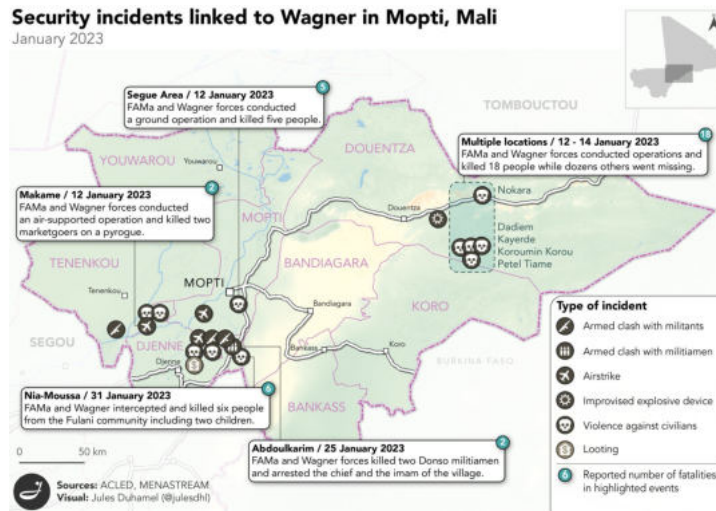 Security incidents linked to Wagner in Mopti, Mali
January 2023
Segue Area / 12 January 2023
5
FAMa and Wagner forces conducted
a ground operation and killed five people.
TOMBOUCTOU
DOUENTZA
Multiple locations / 12 - 14 January 2023
18
FAMa and Wagner forces conducted operations and
killed 18 people while dozens others went missing.
YOUWAROU
Youwarou
Makame / 12 January 2023
2
FAMa and Wagner forces conducted
an air-supported operation and killed two
marketgoers on a pyrogue.
MOPTI
Douentza
Nokara
Dadiem
Kayerde
Koroumin Korou
Petel Tiame
TENENKOU
Tenenkou
MOPTI
BANDIAGARA
Bandiagara
KORO
SEGOU
DJENNE
Djenne
Bankass
Koro
BURKINA FASO
BANKASS
Nia-Moussa / 31 January 2023
6
FAMa and Wagner intercepted and killed six people
from the Fulani community including two children.
Abdoulkarim / 25 January 2023
2
FAMa and Wagner forces killed two Donso militiamen
and arrested the chief and the imam of the village.
Type of incident
Armed clash with militants
Armed clash with militiamen
Airstrike
Improvised explosive device
Violence against civilians
$ Looting
6 Reported number of fatalities
in highlighted events
0 50 km
Sources: ACLED, MENASTREAM
Visual: Jules Duhamel (@julesdhl)